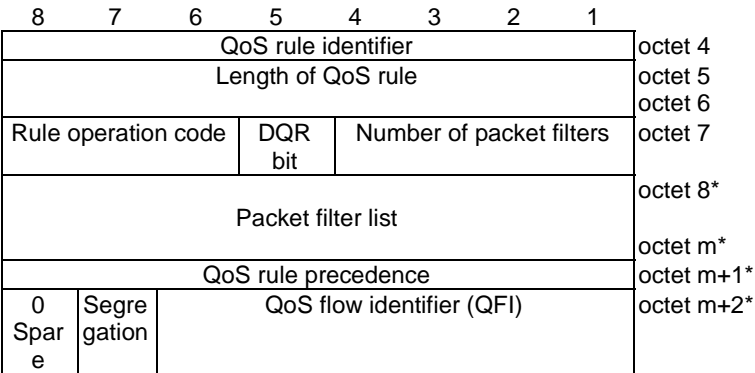 8 7 6 5 4 3 2 1
QoS rule identifier octet 4
Length of QoS rule octet 5
octet 6
Rule operation code DQR Number of packet filters octet 7
bit
octet 8*
Packet filter list
octet m*
QoS rule precedence octet m+1*
0 Segre QoS flow identifier (QFI) octet m+2*
Spar gation
e